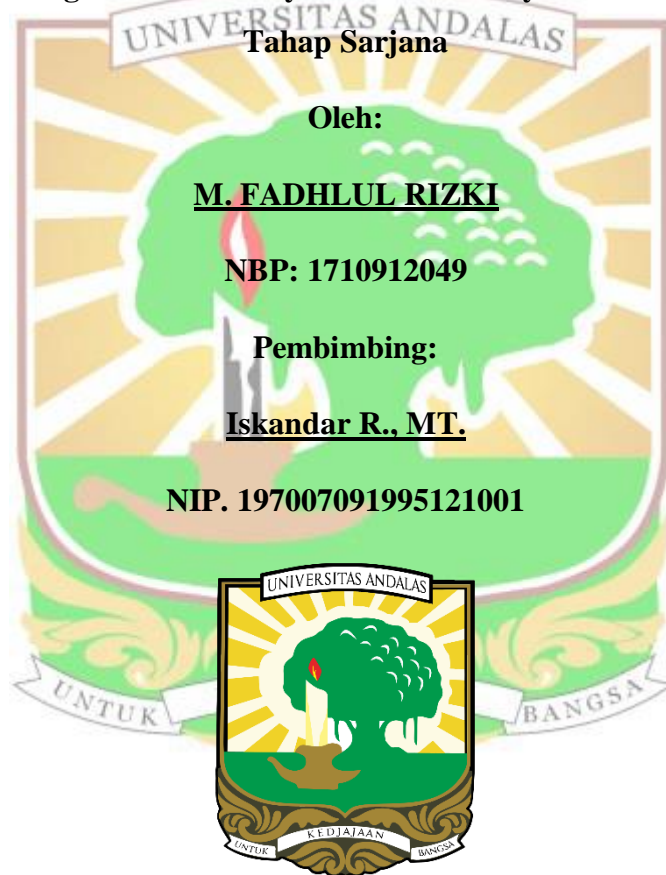 UNIVERSITAS ANDALAS
Tahap Sarjana
Oleh:
M. FADHLUL RIZKI
NBP: 1710912049
Pembimbing:
Iskandar R., MT.
NIP. 197007091995121001
UNIVERSITAS ANDALAS
UNTUK BANGSA
UNTUK KEDJAJAAN BANGSA